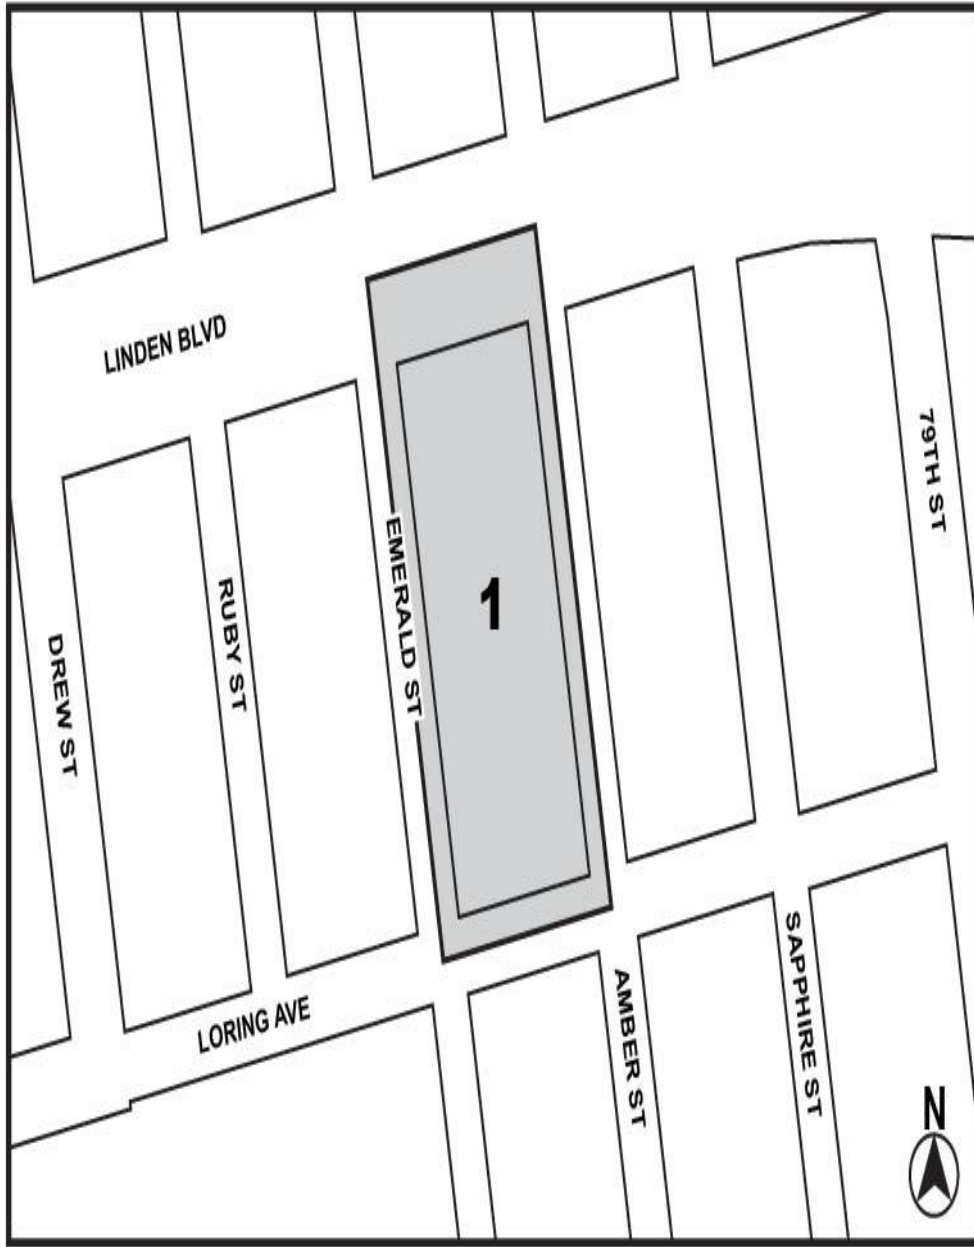 LINDEN BLVD
79TH ST
EMERALD ST
1
RUBY ST
DREW ST
LORING AVE
AMBER ST
SAPPHIRE ST
N